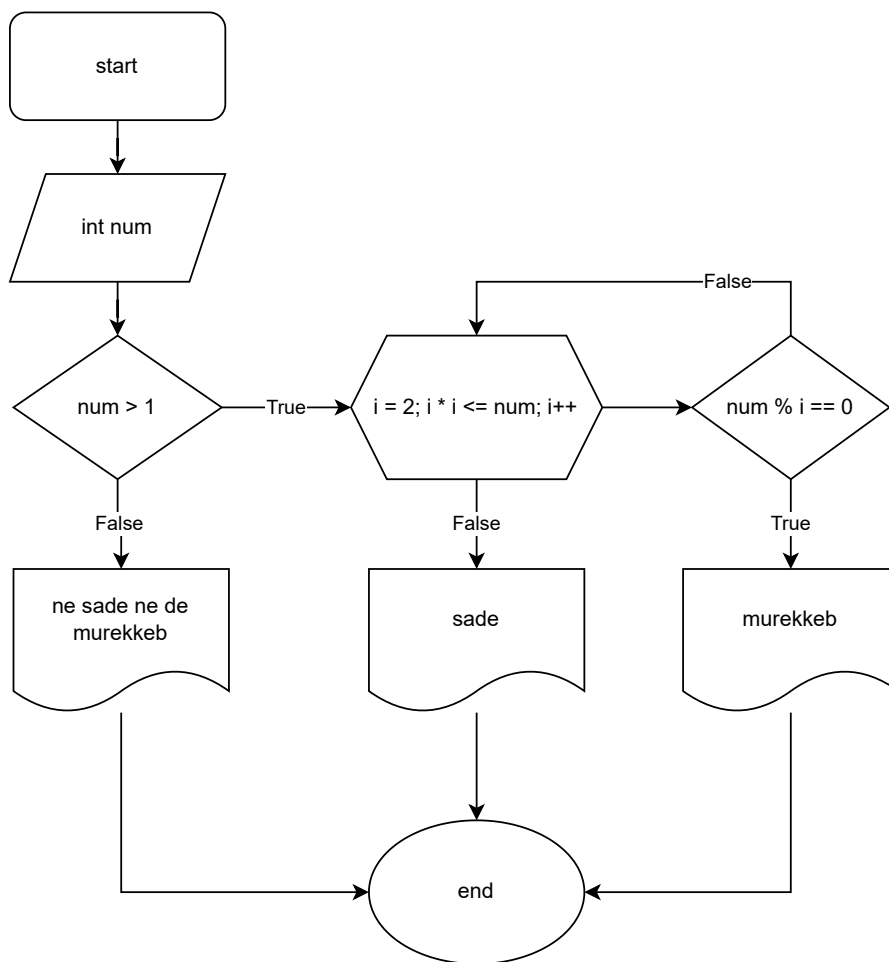 start
int num
False
num > 1
True
i = 2; i * i <= num; i++
num % i == 0
False
False
True
ne sade ne de
murekkeb
sade
murekkeb
end